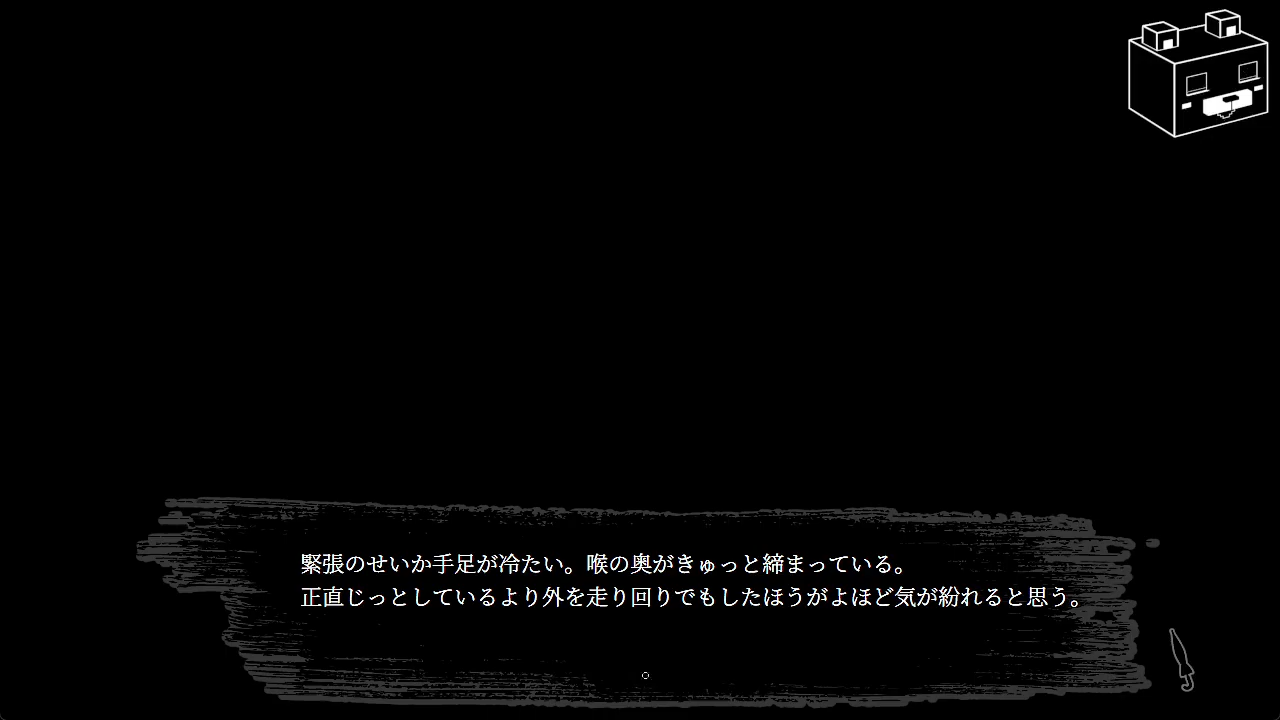 緊張のせいか手足が冷たい。喉の奥がきゅっと締まっている。
正直じっとしているより外を走り回りでもしたほうがよほど気が紛れると思う。